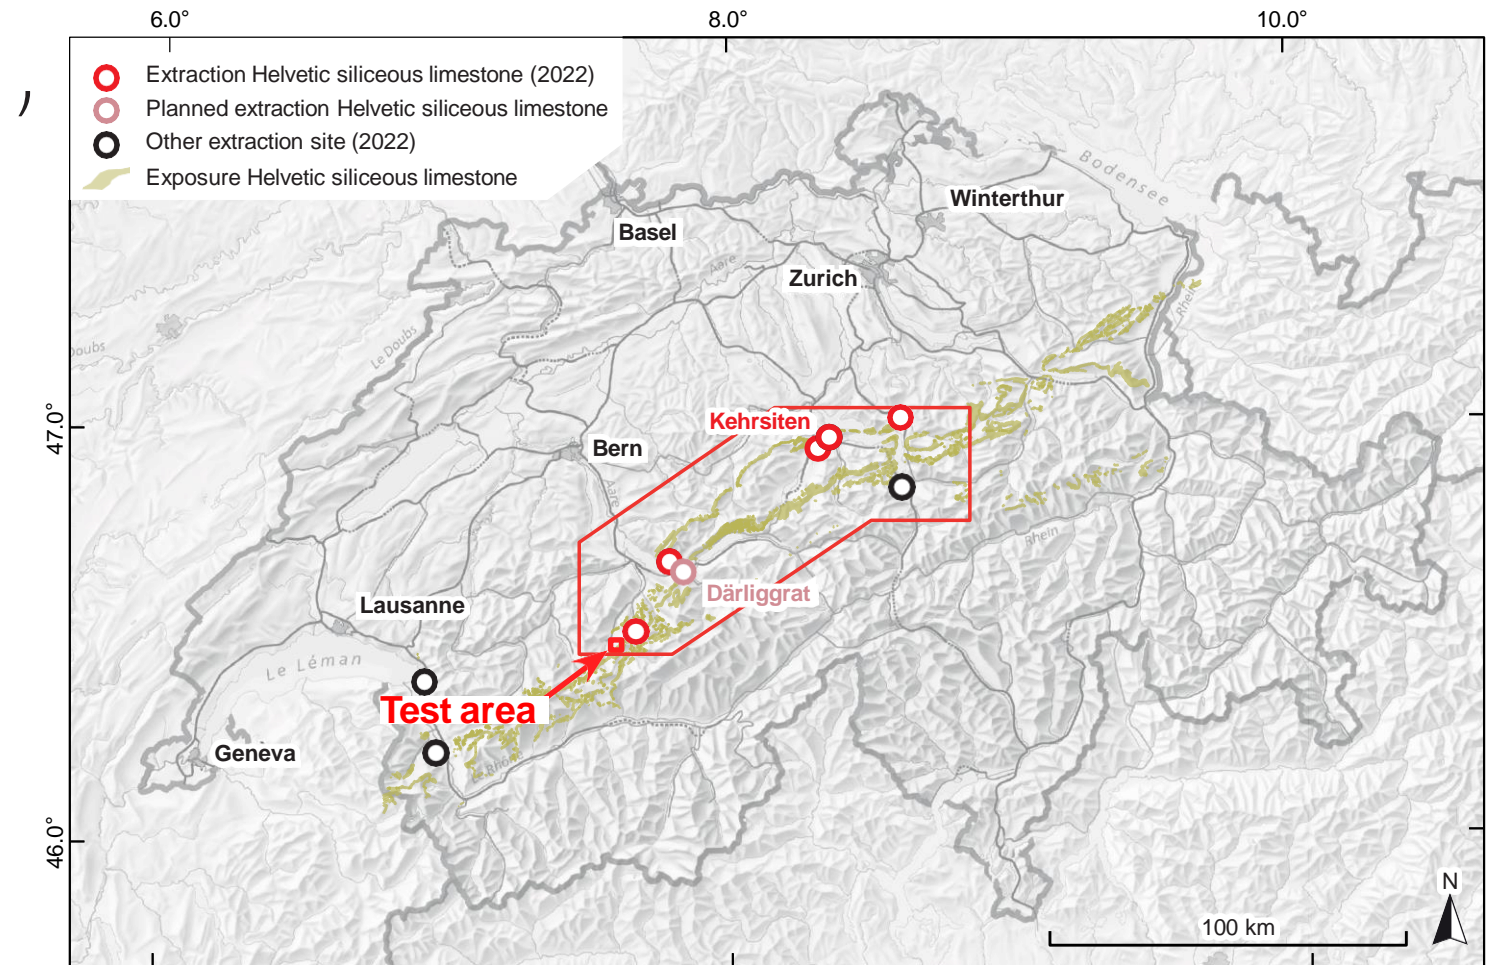 6.0°
8.0°
10.0°
Extraction Helvetic siliceous limestone (2022)
Planned extraction Helvetic siliceous limestone
Other extraction site (2022)
Exposure Helvetic siliceous limestone
,
Bodensee
Winterthur
Basel
Aare
Zurich
Rhein
Doubs
Le Doubs
47.0°
Kehrsiten
Bern
Aare
Rhein
Därliggrat
Lausanne
Le Léman
Test area
Geneva
Le Rhône
46.0°
N
100 km